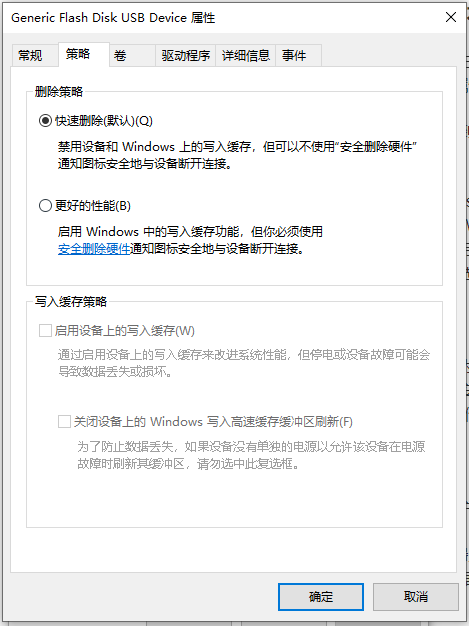 Generic Flash Disk USB Device 属性
常规 策略 卷 驱动程序 详细信息 事件
删除策略
快速删除(默认)(Q)
禁用设备和 Windows 上的写入缓存，但可以不使用“安全删除硬件”
通知图标安全地与设备断开连接。
更好的性能(B)
启用 Windows 中的写入缓存功能，但你必须使用
安全删除硬件通知图标安全地与设备断开连接。
写入缓存策略
启用设备上的写入缓存(W)
通过启用设备上的写入缓存来改进系统性能，但停电或设备故障可能会
导致数据丢失或损坏。
关闭设备上的 Windows 写入高速缓存缓冲区刷新(F)
为了防止数据丢失，如果设备没有单独的电源以允许该设备在电源
故障时刷新其缓冲区，请勿选中此复选框。
确定 取消